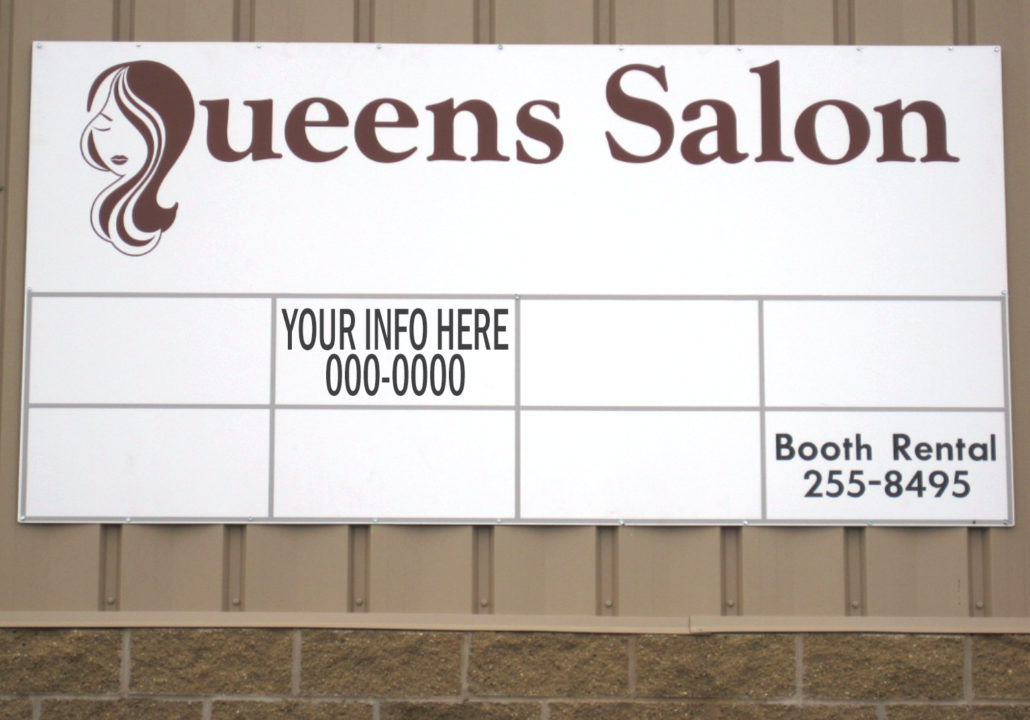 Queens Salon
YOUR INFO HERE
000-0000
Booth Rental
255-8495